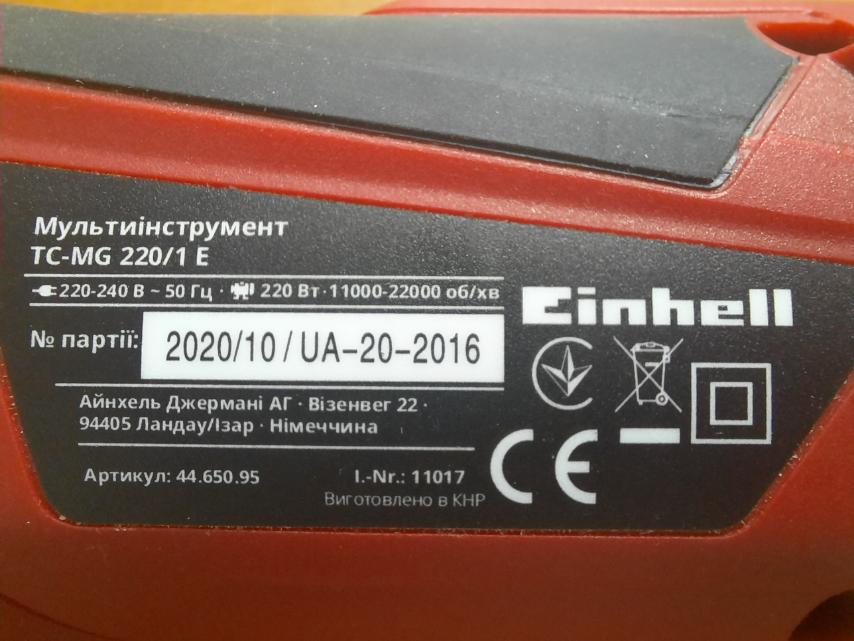 Мультиінструмент
TC-MG 220/1 E
220-240 В ~ 50 Гц · 220 Вт · 11000-22000 об/хв
Einhell
№ партії: 2020/10/UA-20-2016
Айнхель Джермані АГ · Візенвег 22 ·
94405 Ландау/Ізар · Німеччина
CE
Артикул: 44.650.95 I.-Nr.: 11017
Виготовлено в КНР